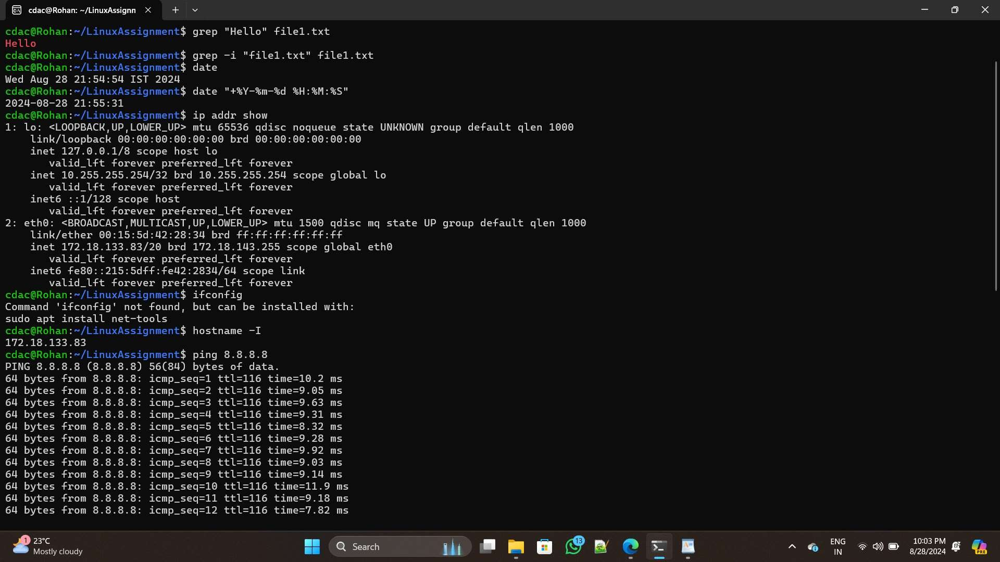 cdac@Rohan: ~/LinuxAssignn
cdac@Rohan:~/LinuxAssignment$ grep "Hello" file1.txt
Hello
cdac@Rohan:~/LinuxAssignment$ grep -i "file1.txt" file1.txt
cdac@Rohan:~/LinuxAssignment$ date
Wed Aug 28 21:54:54 IST 2024
cdac@Rohan:~/LinuxAssignment$ date "+%Y-%m-%d %H:%M:%S"
2024-08-28 21:55:31
cdac@Rohan:~/LinuxAssignment$ ip addr show
1: lo: <LOOPBACK,UP,LOWER_UP> mtu 65536 qdisc noqueue state UNKNOWN group default qlen 1000
    link/loopback 00:00:00:00:00:00 brd 00:00:00:00:00:00
    inet 127.0.0.1/8 scope host lo
       valid_lft forever preferred_lft forever
    inet 10.255.255.254/32 brd 10.255.255.254 scope global lo
       valid_lft forever preferred_lft forever
    inet6 ::1/128 scope host
       valid_lft forever preferred_lft forever
2: eth0: <BROADCAST,MULTICAST,UP,LOWER_UP> mtu 1500 qdisc mq state UP group default qlen 1000
    link/ether 00:15:5d:42:28:34 brd ff:ff:ff:ff:ff:ff
    inet 172.18.133.83/20 brd 172.18.143.255 scope global eth0
       valid_lft forever preferred_lft forever
    inet6 fe80::215:5dff:fe42:2834/64 scope link
       valid_lft forever preferred_lft forever
cdac@Rohan:~/LinuxAssignment$ ifconfig
Command 'ifconfig' not found, but can be installed with:
sudo apt install net-tools
cdac@Rohan:~/LinuxAssignment$ hostname -I
172.18.133.83
cdac@Rohan:~/LinuxAssignment$ ping 8.8.8.8
PING 8.8.8.8 (8.8.8.8) 56(84) bytes of data.
64 bytes from 8.8.8.8: icmp_seq=1 ttl=116 time=10.2 ms
64 bytes from 8.8.8.8: icmp_seq=2 ttl=116 time=9.05 ms
64 bytes from 8.8.8.8: icmp_seq=3 ttl=116 time=9.63 ms
64 bytes from 8.8.8.8: icmp_seq=4 ttl=116 time=9.31 ms
64 bytes from 8.8.8.8: icmp_seq=5 ttl=116 time=8.32 ms
64 bytes from 8.8.8.8: icmp_seq=6 ttl=116 time=9.28 ms
64 bytes from 8.8.8.8: icmp_seq=7 ttl=116 time=9.92 ms
64 bytes from 8.8.8.8: icmp_seq=8 ttl=116 time=9.03 ms
64 bytes from 8.8.8.8: icmp_seq=9 ttl=116 time=9.14 ms
64 bytes from 8.8.8.8: icmp_seq=10 ttl=116 time=11.9 ms
64 bytes from 8.8.8.8: icmp_seq=11 ttl=116 time=9.18 ms
64 bytes from 8.8.8.8: icmp_seq=12 ttl=116 time=7.82 ms
1
23°C
Mostly cloudy
Search
13
ENG
IN
10:03 PM
8/28/2024
PRE